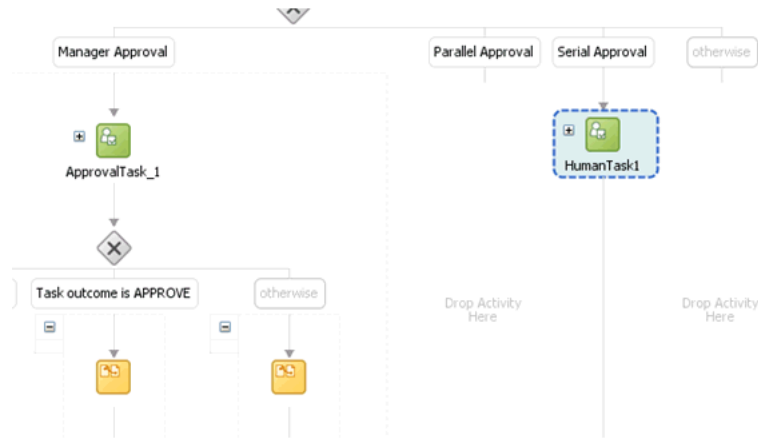 Manager Approval
Parallel Approval
Serial Approval
otherwise
ApprovalTask_1
HumanTask1
Task outcome is APPROVE
otherwise
Drop Activity
Here
Drop Activity
Here